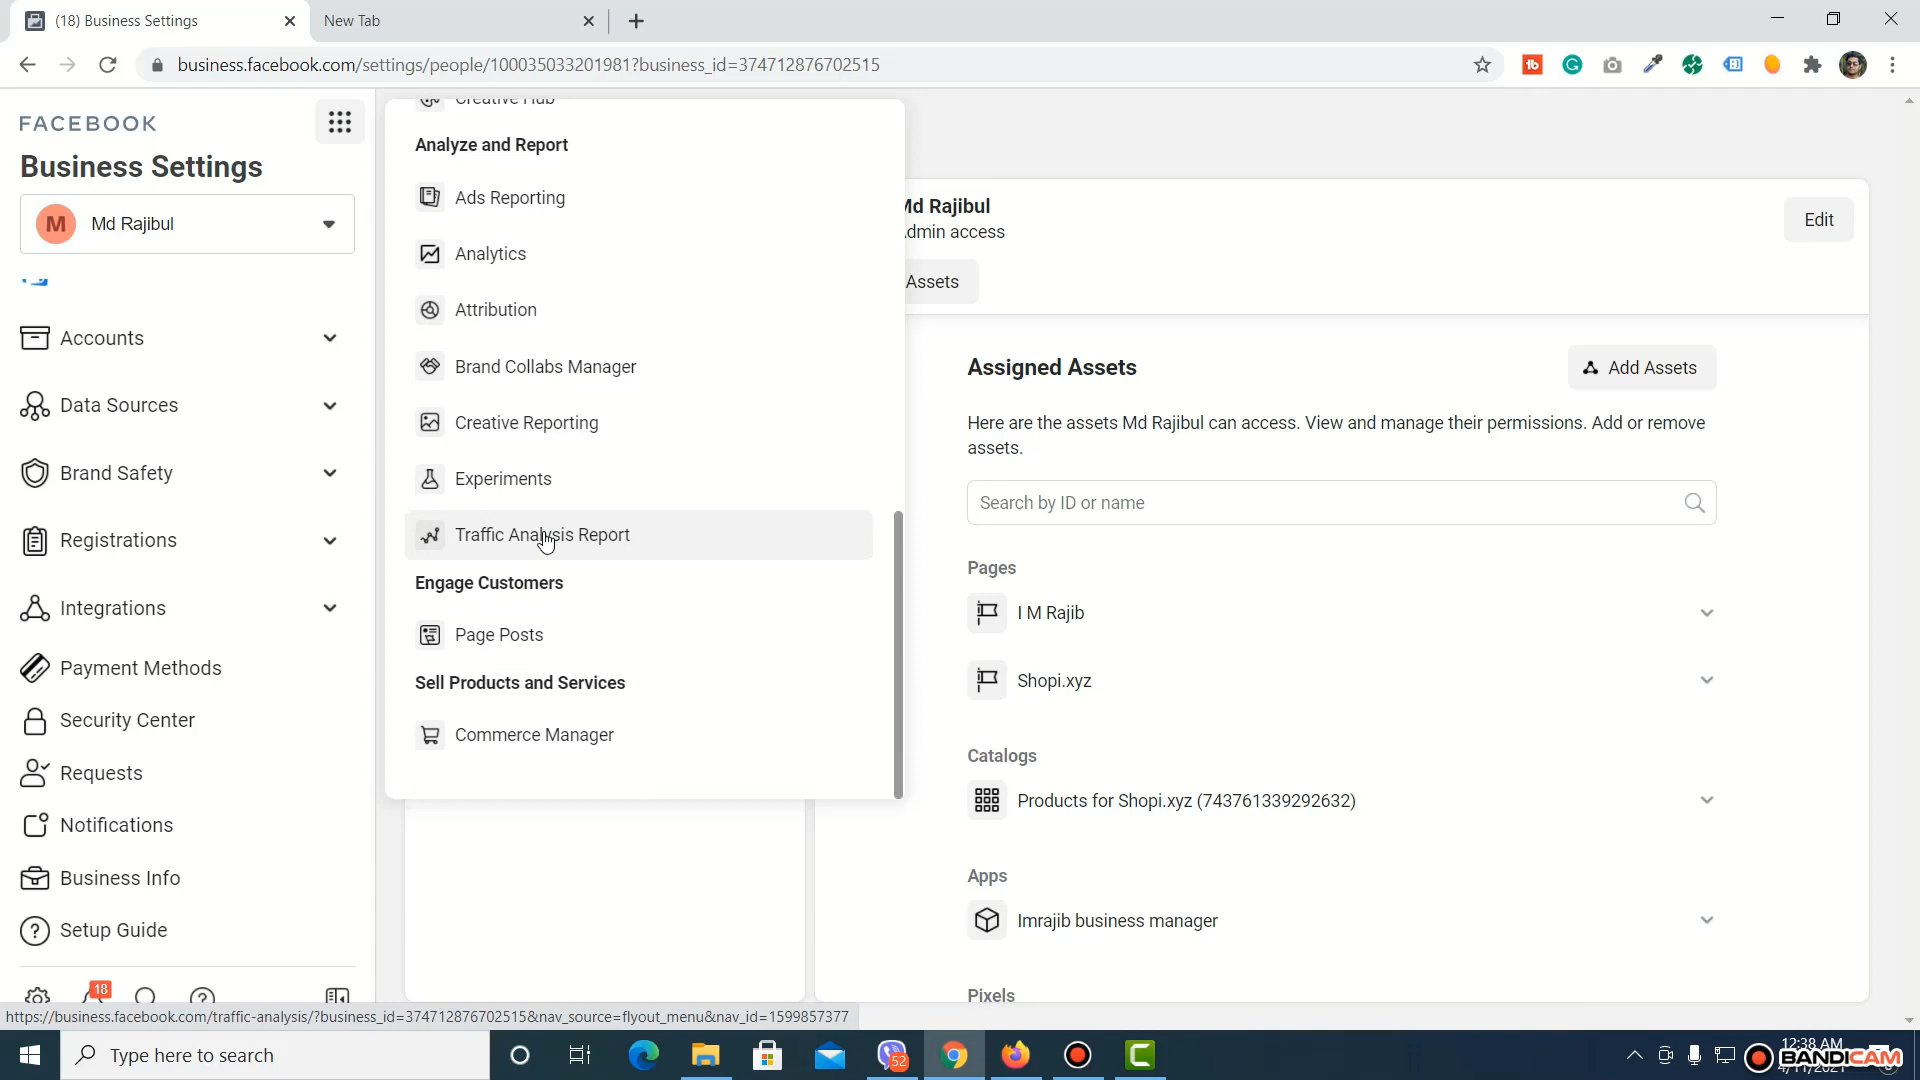 (18) Business Settings
New Tab
business.facebook.com/settings/people/100035033201981?business_id=374712876702515
FACEBOOK
Business Settings
M
Md Rajibul
Accounts
Data Sources
Brand Safety
Registrations
Integrations
Payment Methods
Security Center
Requests
Notifications
Business Info
Setup Guide
18
Creative Hub
Analyze and Report
Ads Reporting
Analytics
Attribution
Brand Collabs Manager
Creative Reporting
Experiments
Traffic Analysis Report
Engage Customers
Page Posts
Sell Products and Services
Commerce Manager
Md Rajibul
dmin access
Edit
Assets
Assigned Assets
Add Assets
Here are the assets Md Rajibul can access. View and manage their permissions. Add or remove
assets.
Search by ID or name
Pages
I M Rajib
Shopi.xyz
Catalogs
Products for Shopi.xyz (743761339292632)
Apps
Imrajib business manager
Pixels
https://business.facebook.com/traffic-analysis/?business_id=374712876702515&nav_source=flyout_menu&nav_id=1599857377
Type here to search
52
12:38 AM
BANDICAM